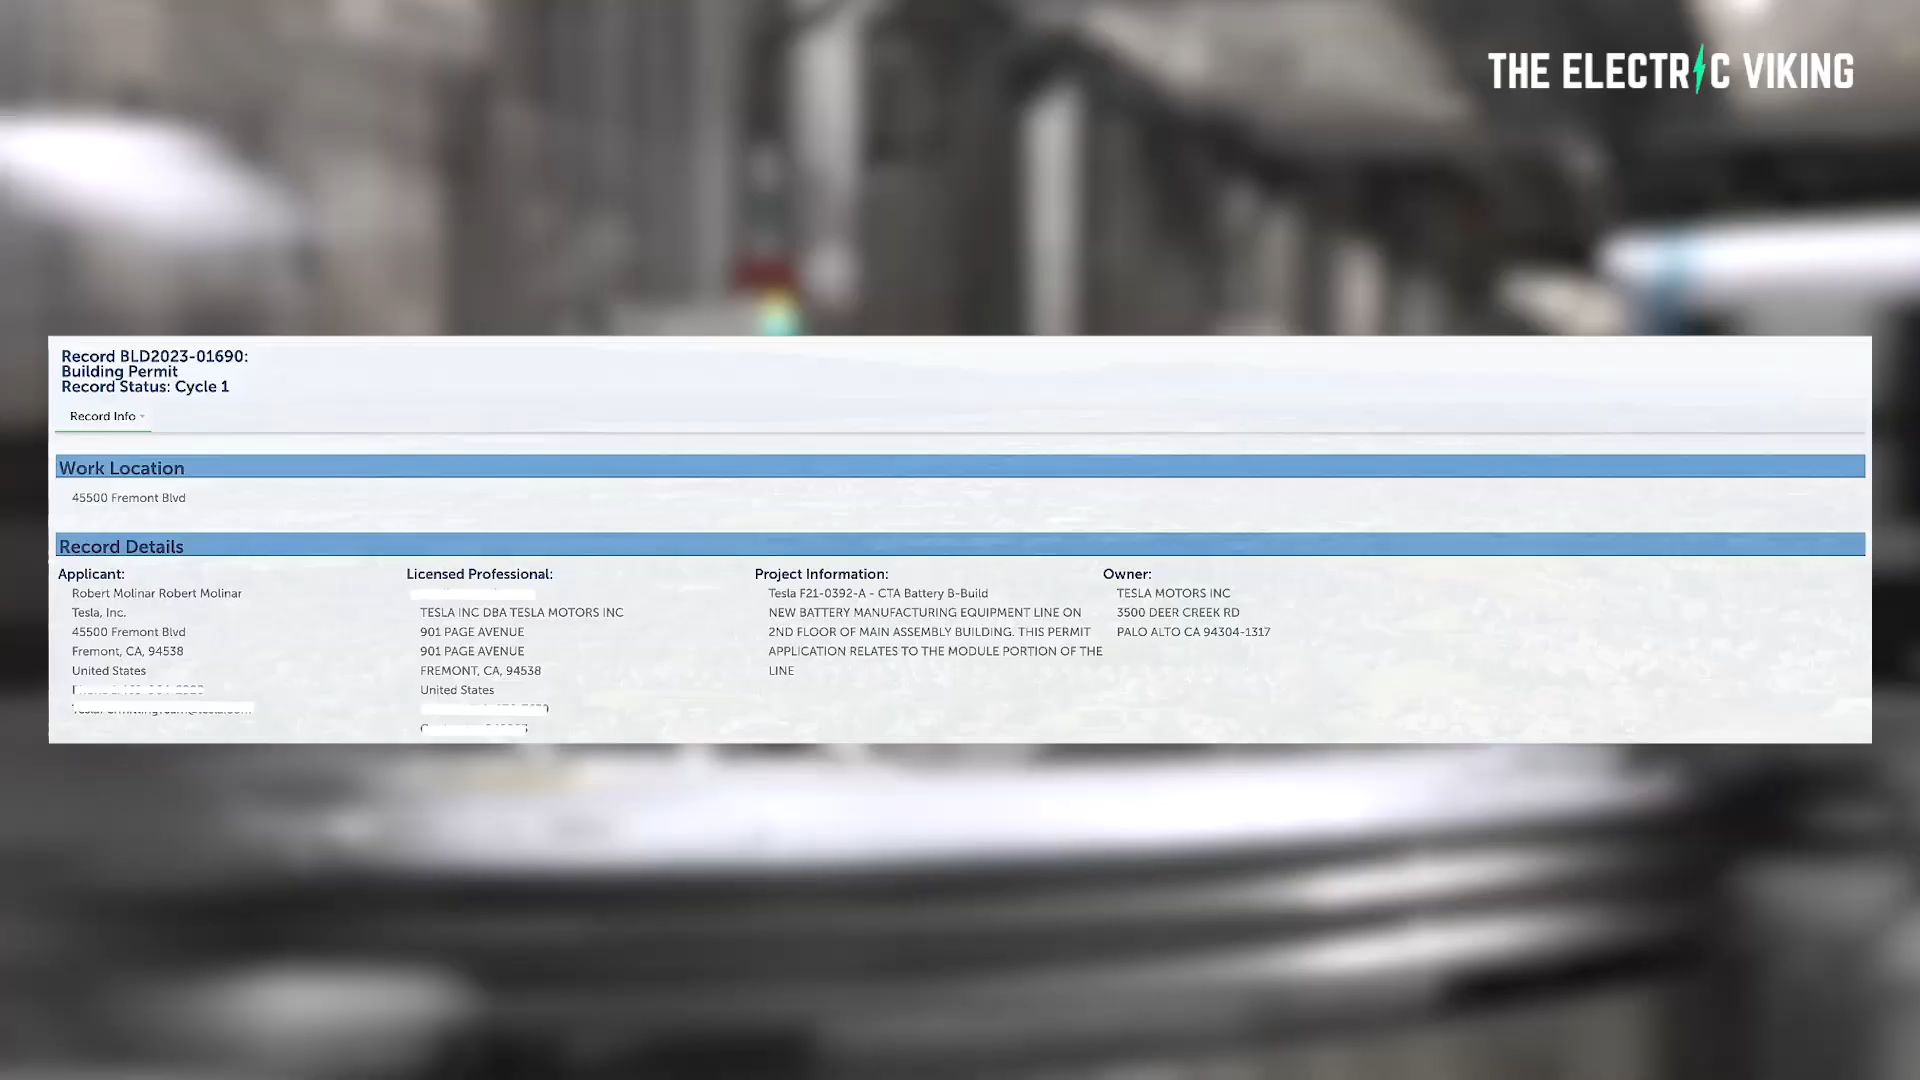 THE ELECTRIC VIKING
Record BLD2023-01690:
Building Permit
Record Status: Cycle 1
Record Info
Work Location
45500 Fremont Blvd
Record Details
Applicant:
Robert Molinar Robert Molinar
Tesla, Inc.
45500 Fremont Blvd
Fremont, CA, 94538
United States
Licensed Professional:
TESLA INC DBA TESLA MOTORS INC
901 PAGE AVENUE
901 PAGE AVENUE
FREMONT, CA, 94538
United States
Project Information:
Tesla F21-0392-A - CTA Battery B-Build
NEW BATTERY MANUFACTURING EQUIPMENT LINE ON
2ND FLOOR OF MAIN ASSEMBLY BUILDING. THIS PERMIT
APPLICATION RELATES TO THE MODULE PORTION OF THE
LINE
Owner:
TESLA MOTORS INC
3500 DEER CREEK RD
PALO ALTO CA 94304-1317